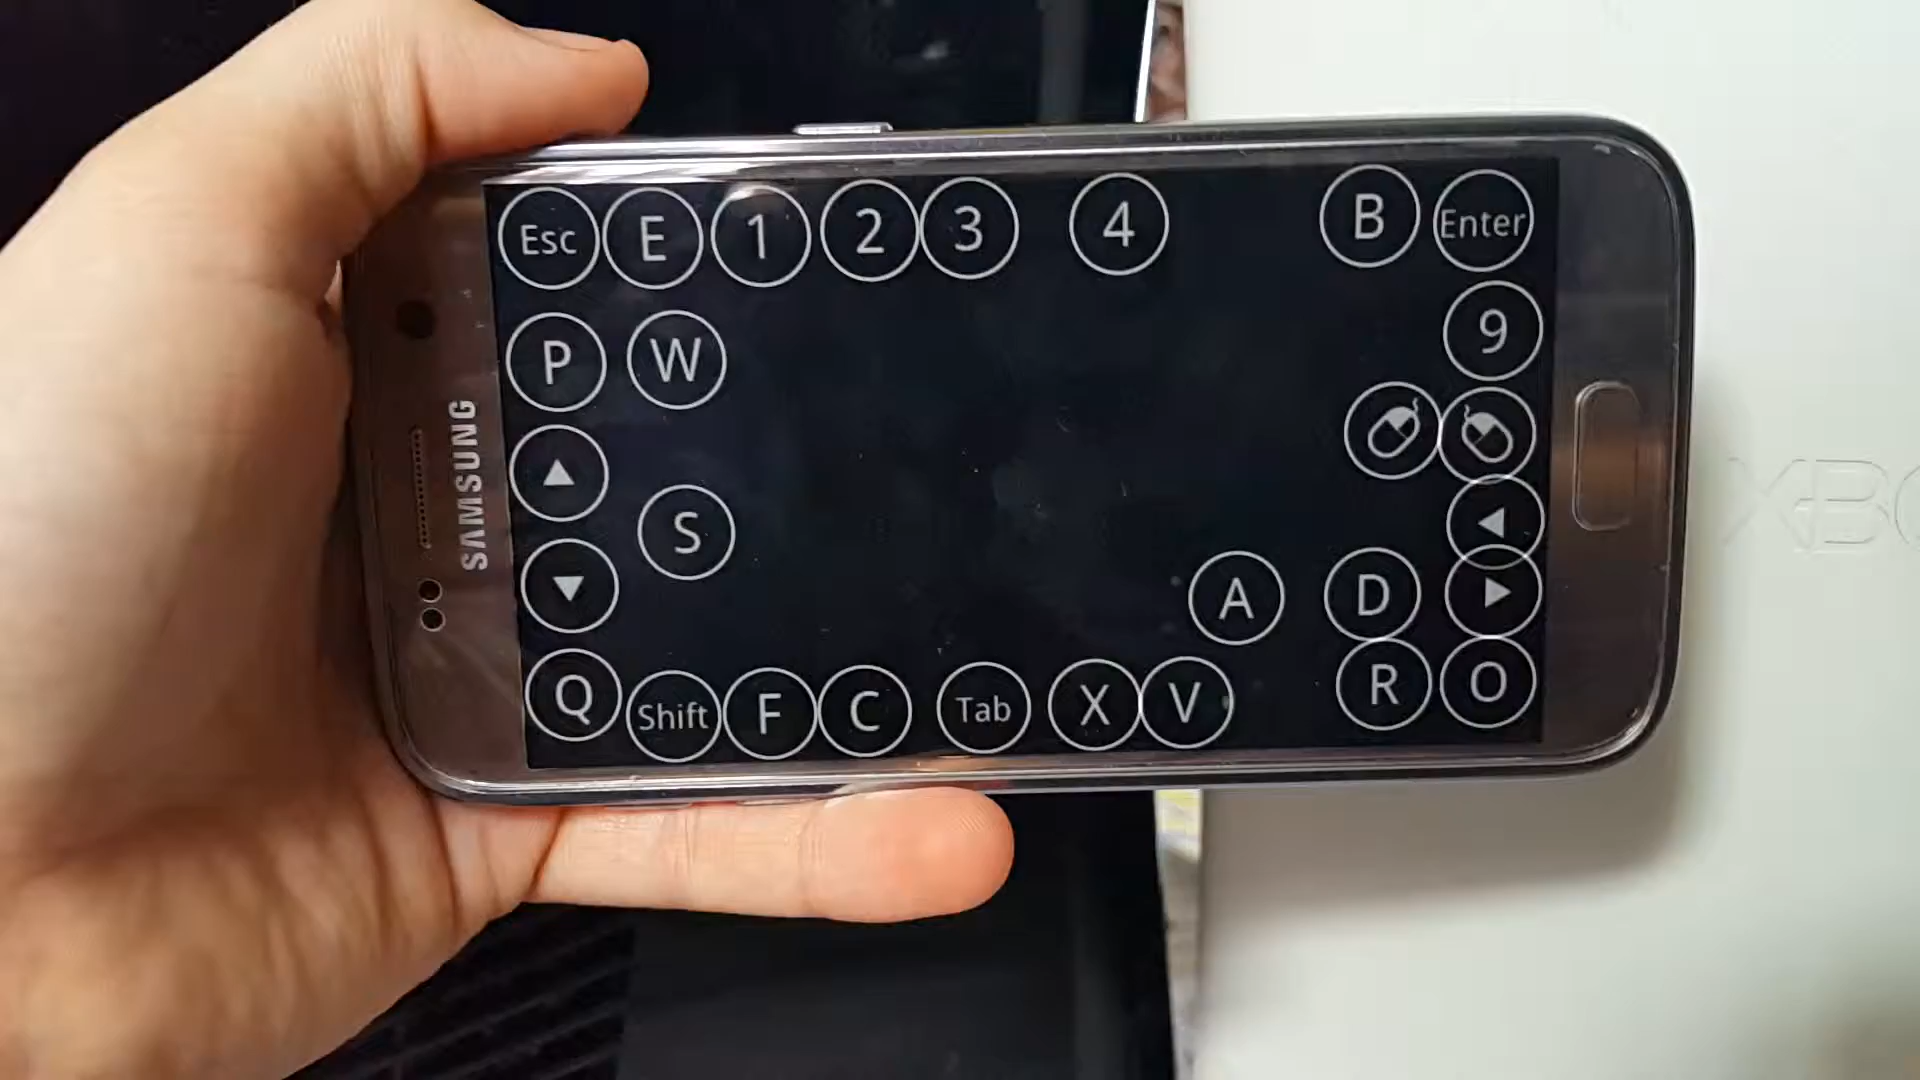 Esc E 1 2 3 4 B Enter
9
P W
SAMSUNG
S
A D
Q Shift F C Tab X V R O
XBO